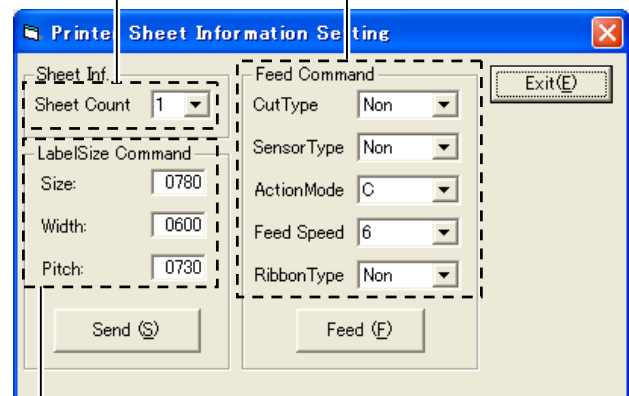 Printer Sheet Information Setting
Sheet Inf.
Sheet Count 1
LabelSize Command
Size: 0780
Width: 0600
Pitch: 0730
Send (S)
Feed Command
CutType Non
SensorType Non
ActionMode C
Feed Speed 6
RibbonType Non
Feed (F)
Exit(E)